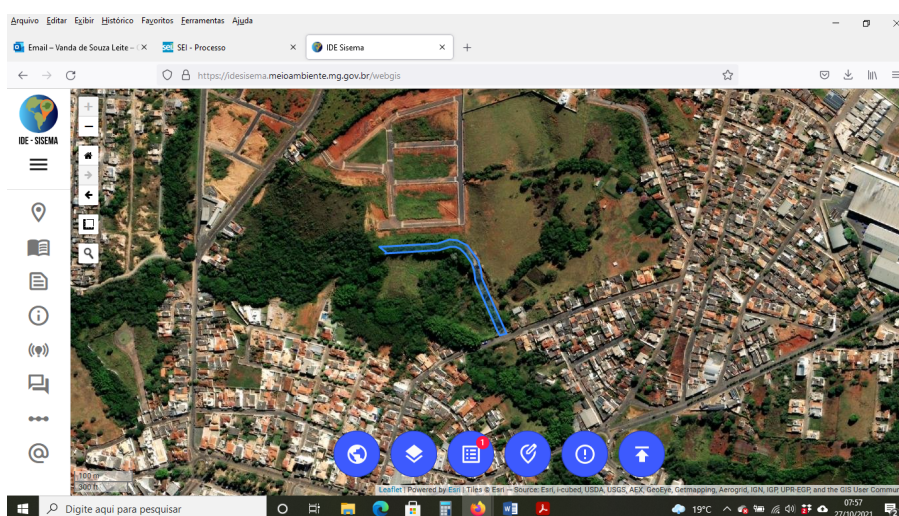 Arquivo Editar Exibir Histórico Favoritos Ferramentas Ajuda
Email – Vanda de Souza Leite –
SEI - Processo
IDE Sisema
https://idesisema.meioambiente.mg.gov.br/webgis
IDE - SISEMA
1
100 m
300 ft
Leaflet | Powered by Esri | Tiles © Esri — Source: Esri, i-cubed, USDA, USGS, AEX, GeoEye, Getmapping, Aerogrid, IGN, IGP, UPR-EGP, and the GIS User Commun
Digite aqui para pesquisar
19°C
07:57
27/10/2021